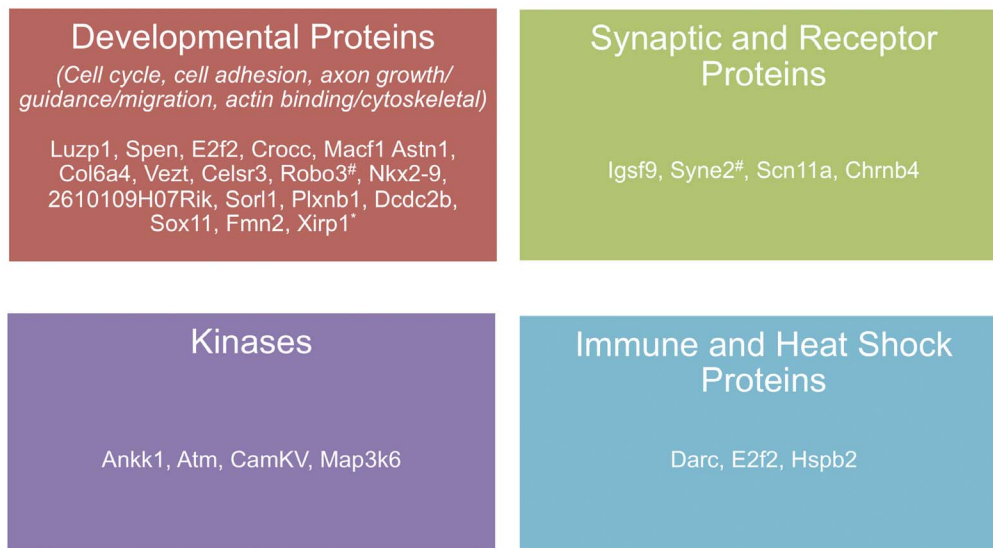 Developmental Proteins
(Cell cycle, cell adhesion, axon growth/
guidance/migration, actin binding/cytoskeletal)
Luzp1, Spen, E2f2, Crocc, Macf1 Astn1,
Col6a4, Vezt, Celsr3, Robo3#, Nkx2-9,
2610109H07Rik, Sorl1, Plxnb1, Dcdc2b,
Sox11, Fmn2, Xirp1*
Synaptic and Receptor
Proteins
Igsf9, Syne2#, Scn11a, Chrnb4
Kinases
Ankk1, Atm, CamKV, Map3k6
Immune and Heat Shock
Proteins
Darc, E2f2, Hspb2